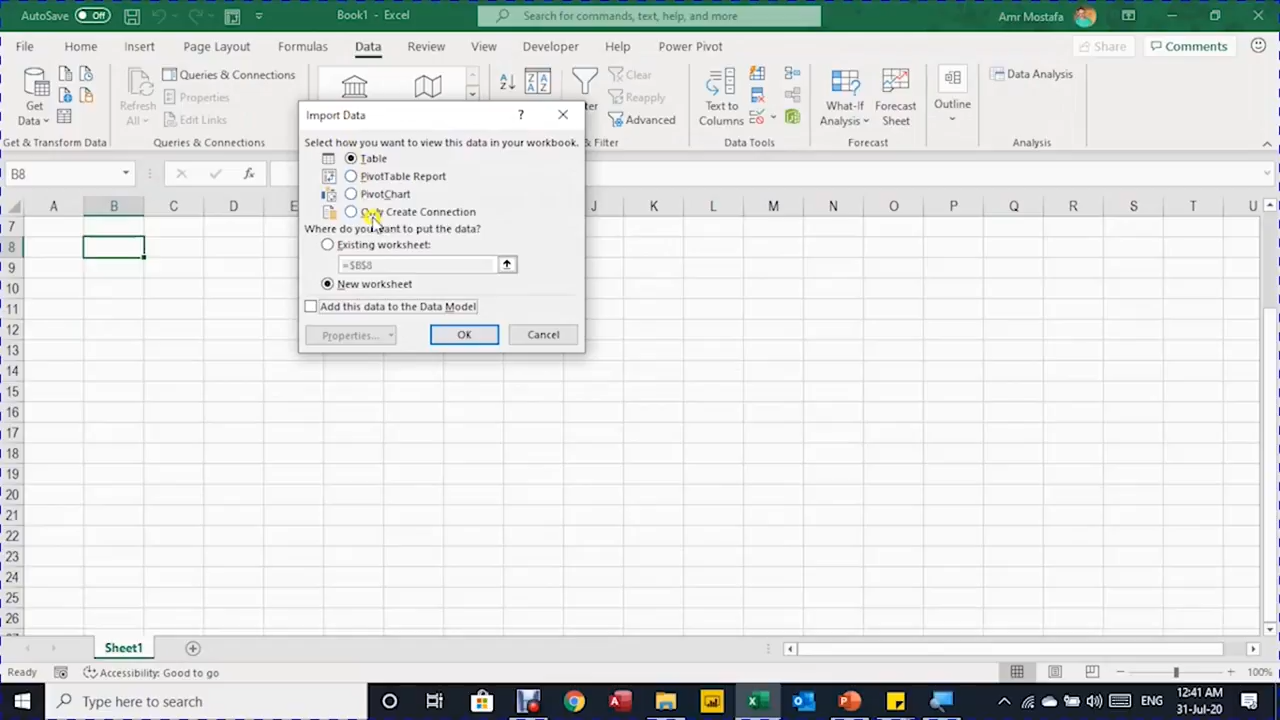 AutoSave Off Book1 - Excel Search for commands, text, help, and more Amr Mostafa
File Home Insert Page Layout Formulas Data Review View Developer Help Power Pivot Share Comments
Get Data
Get & Transform Data
Refresh All
Queries & Connections
Properties
Edit Links
Queries & Connections
Clear
Reapply
Advanced
& Filter
Text to Columns
Data Tools
What-If Analysis
Forecast Sheet
Forecast
Outline
Data Analysis
Analysis
B8 fx
A B C D E J K L M N O P Q R S T U
7
8
9
10
11
12
13
14
15
16
17
18
19
20
21
22
23
24
25
26
Import Data ?
Select how you want to view this data in your workbook.
Table
PivotTable Report
PivotChart
Only Create Connection
Where do you want to put the data?
Existing worksheet:
=$B$8
New worksheet
Add this data to the Data Model
Properties... OK Cancel
Sheet1
Ready Accessibility: Good to go 100%
Type here to search ENG 12:41 AM
31-Jul-20